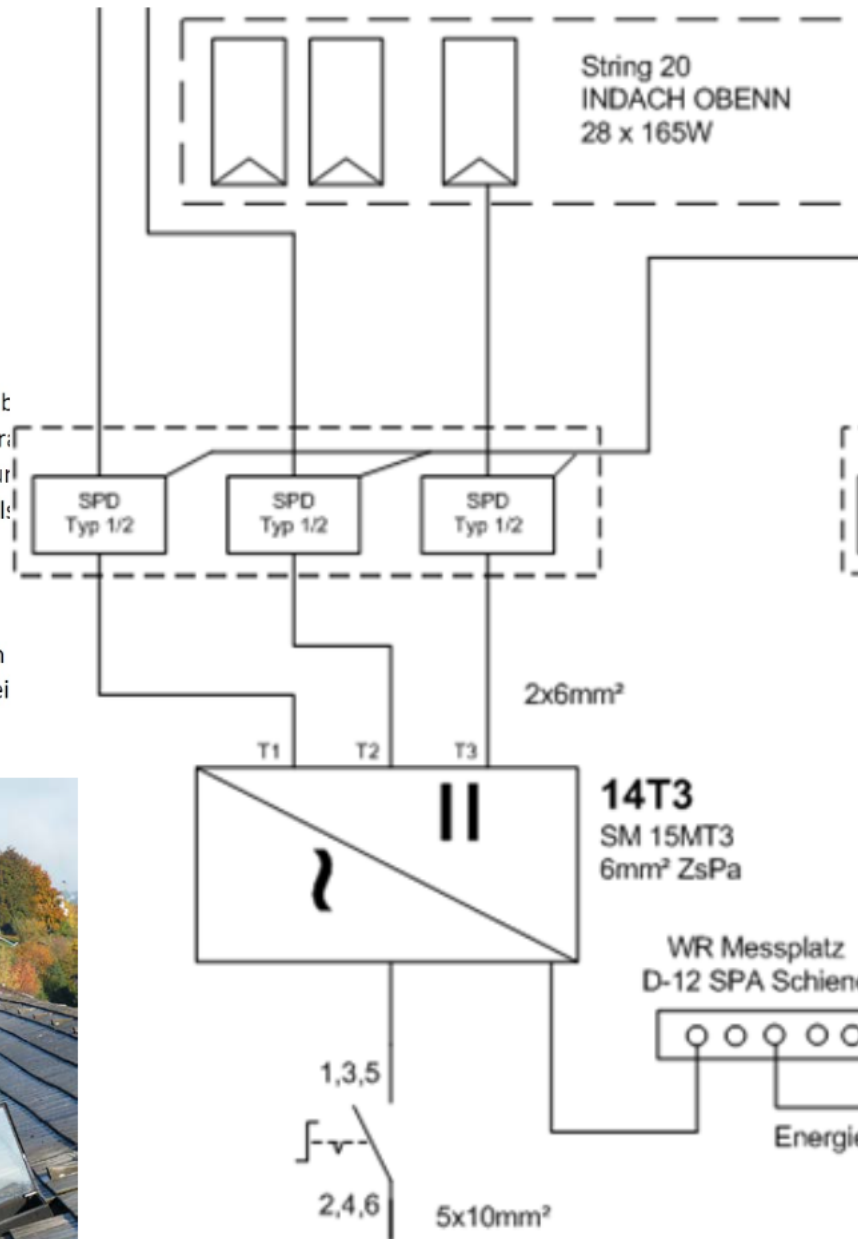 String 20
INDACH OBENN
28 x 165W
SPD
Typ 1/2
SPD
Typ 1/2
SPD
Typ 1/2
2x6mm²
T1
T2
T3
14T3
SM 15MT3
6mm² ZsPa
WR Messplatz
D-12 SPA
1,3,5
2,4,6
5x10mm²